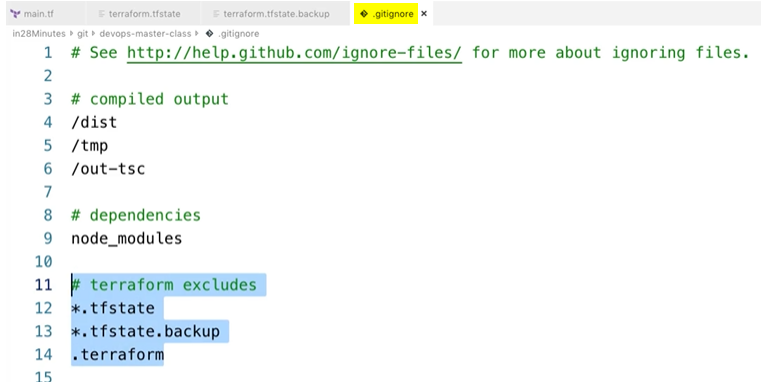 main.tf terraform.tfstate terraform.tfstate.backup .gitignore ×
in28Minutes › git › devops-master-class › .gitignore
1 # See http://help.github.com/ignore-files/ for more about ignoring files.
2
3 # compiled output
4 /dist
5 /tmp
6 /out-tsc
7
8 # dependencies
9 node_modules
10
11 # terraform excludes
12 *.tfstate
13 *.tfstate.backup
14 .terraform
15